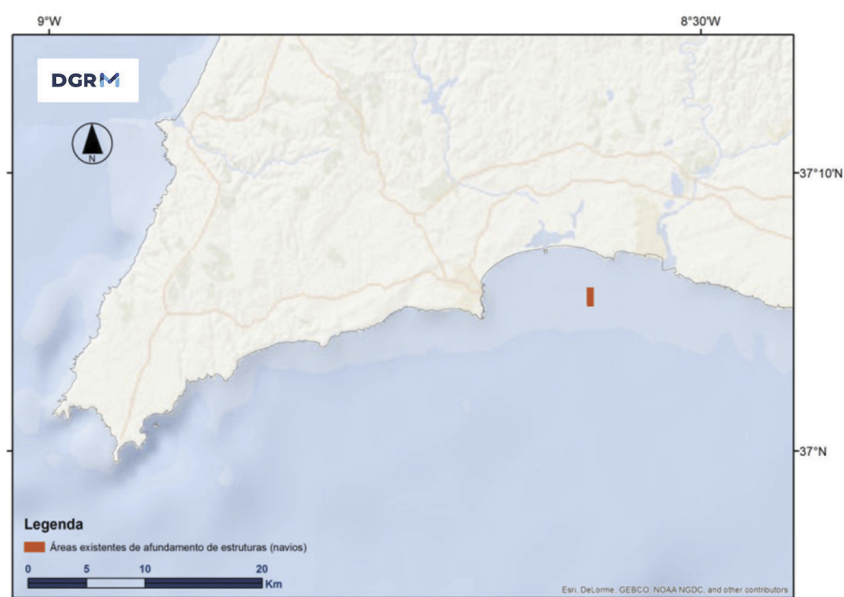 9°W
8°30'W
DGRM
N
37°10'N
37°N
Legenda
Áreas existentes de afundamento de estruturas (navios)
0 5 10 20
Km
Esri, DeLorme, GEBCO, NOAA NGDC, and other contributors